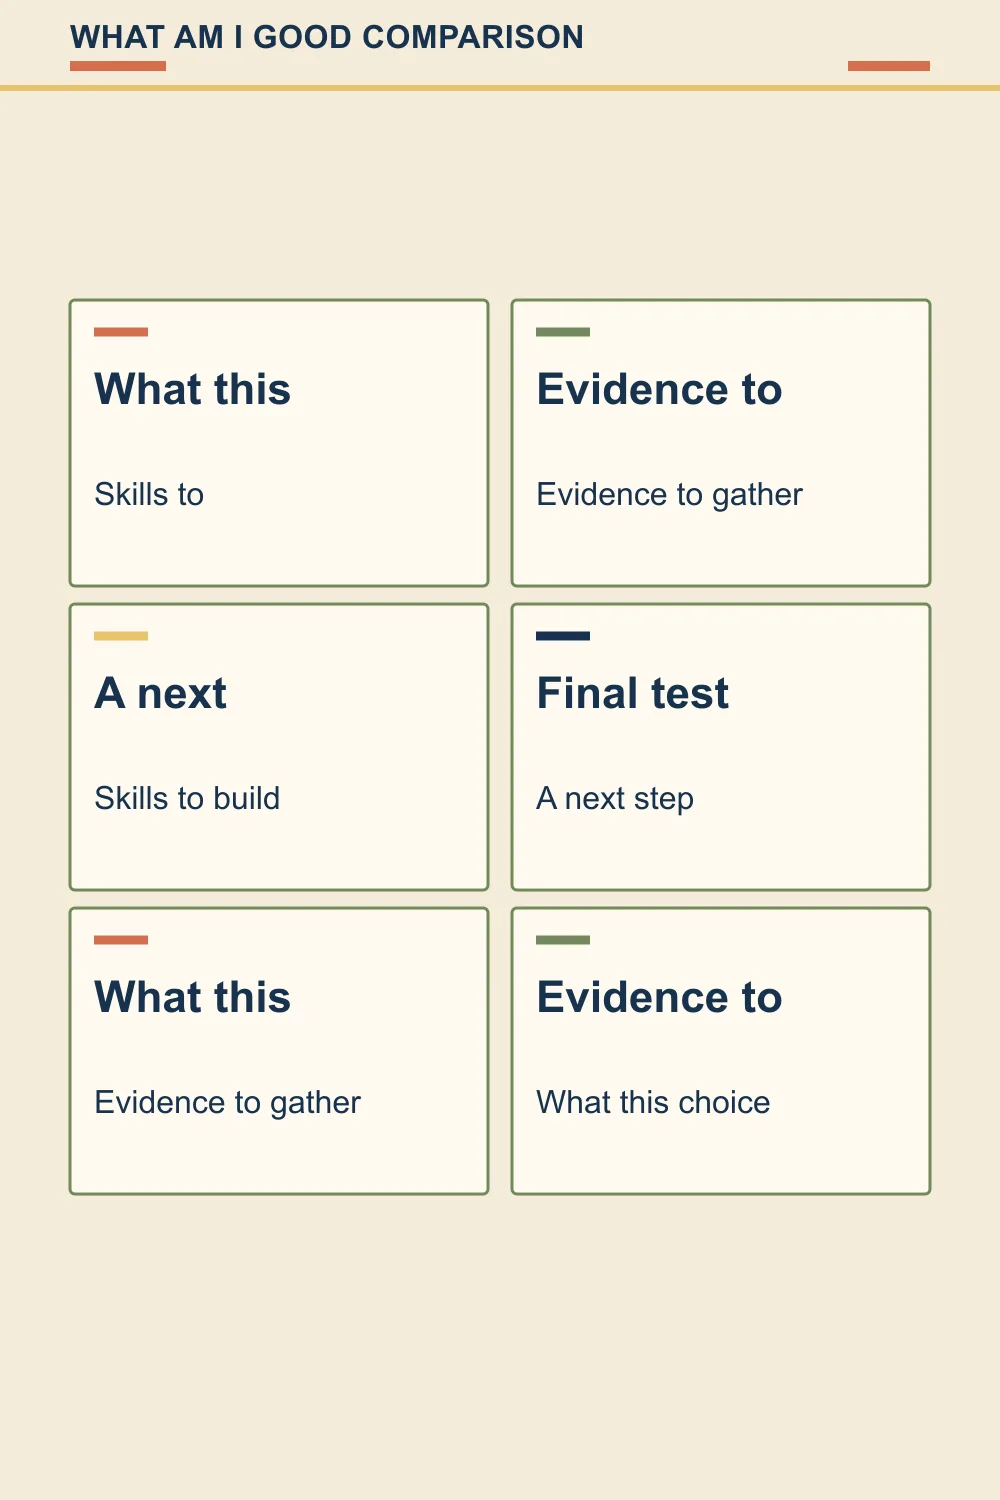 WHAT AM I GOOD COMPARISON
What this
Skills to
Evidence to
Evidence to gather
A next
Skills to build
Final test
A next step
What this
Evidence to gather
Evidence to
What this choice